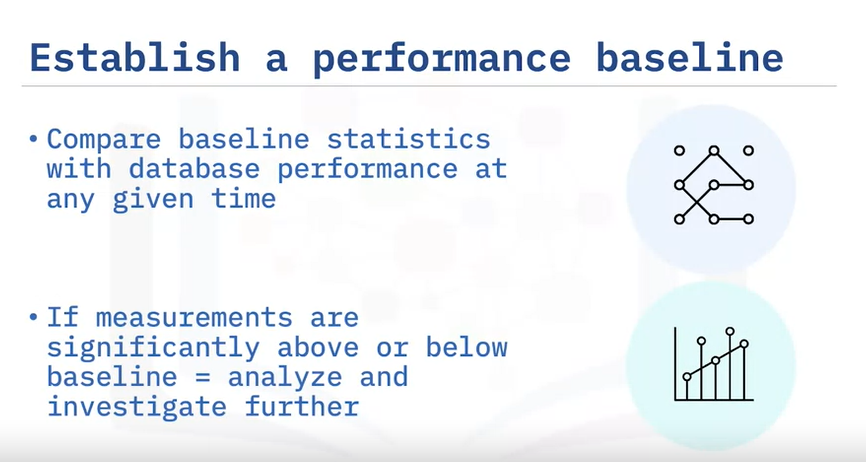 Establish a performance baseline
• Compare baseline statistics
with database performance at
any given time
• If measurements are
significantly above or below
baseline = analyze and
investigate further